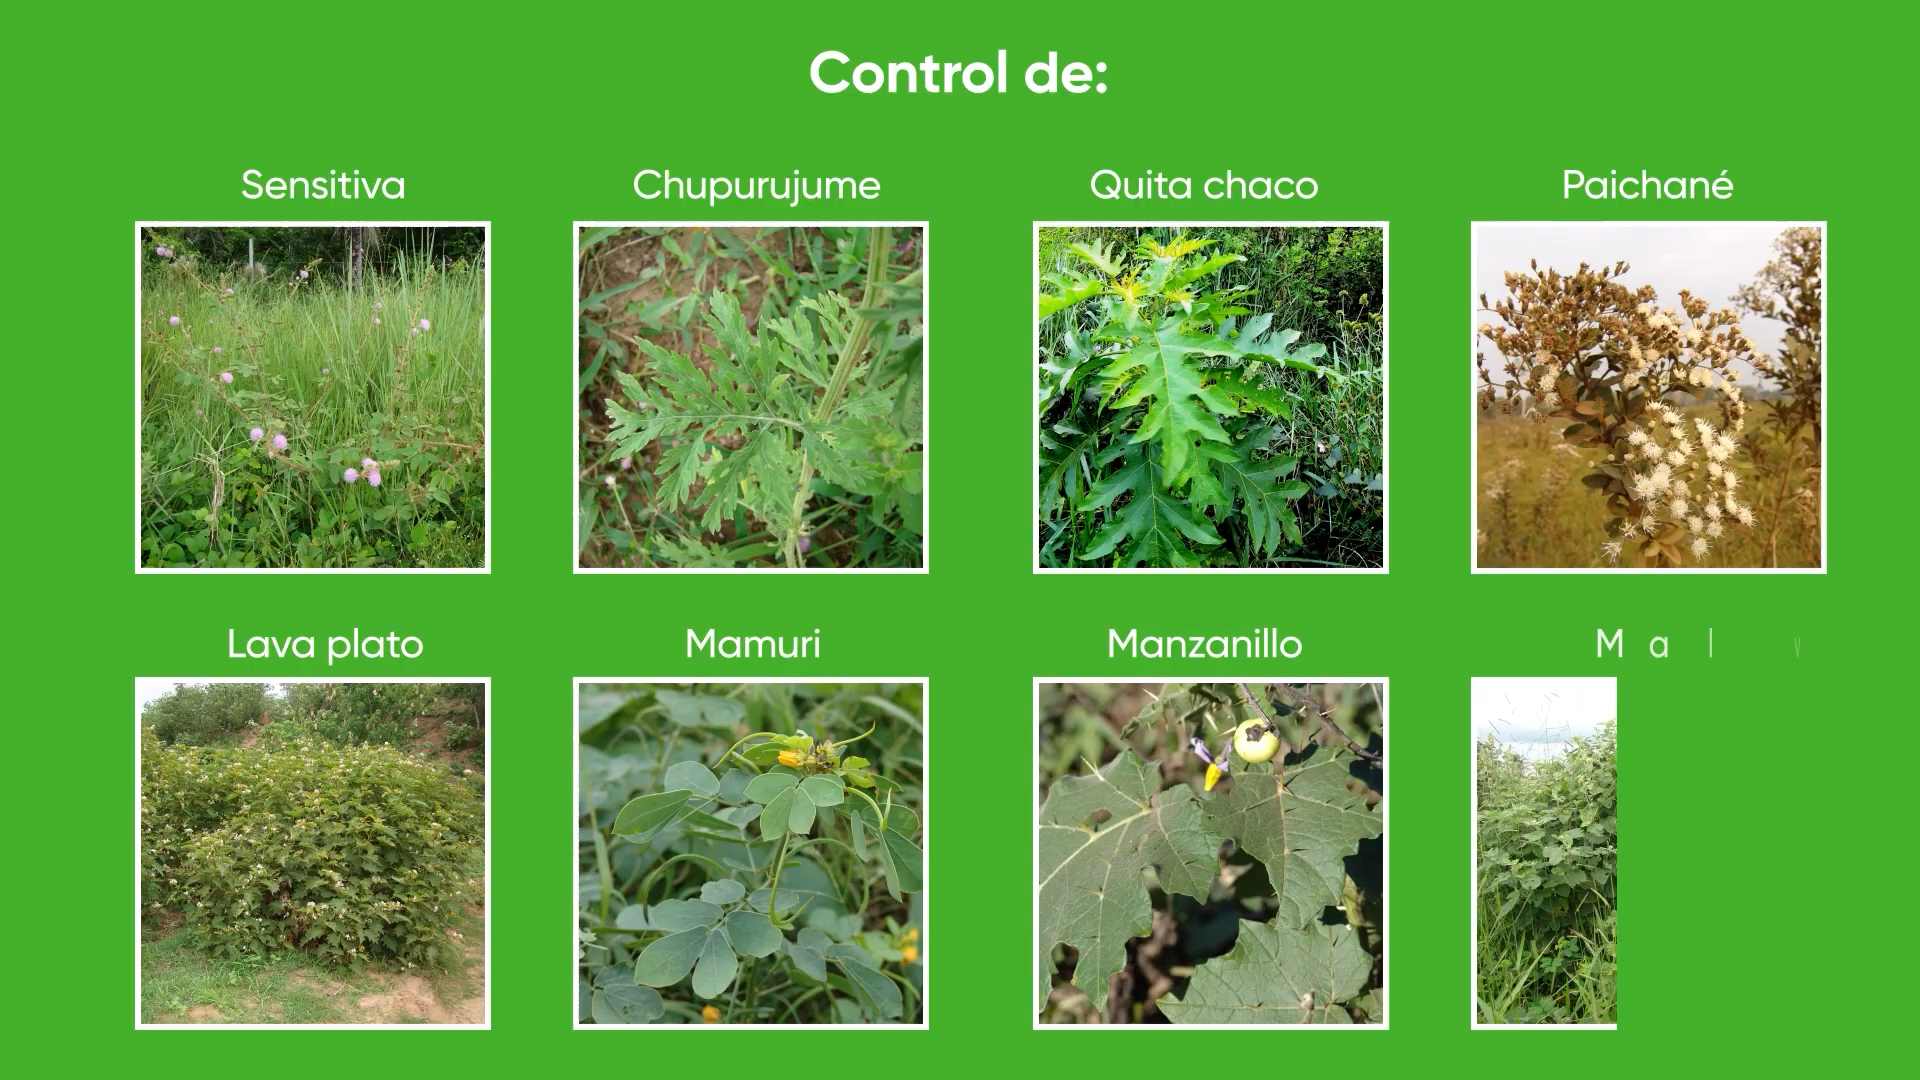 Control de:
Sensitiva
Chupurujume
Quita chaco
Paichané
Lava plato
Mamuri
Manzanillo